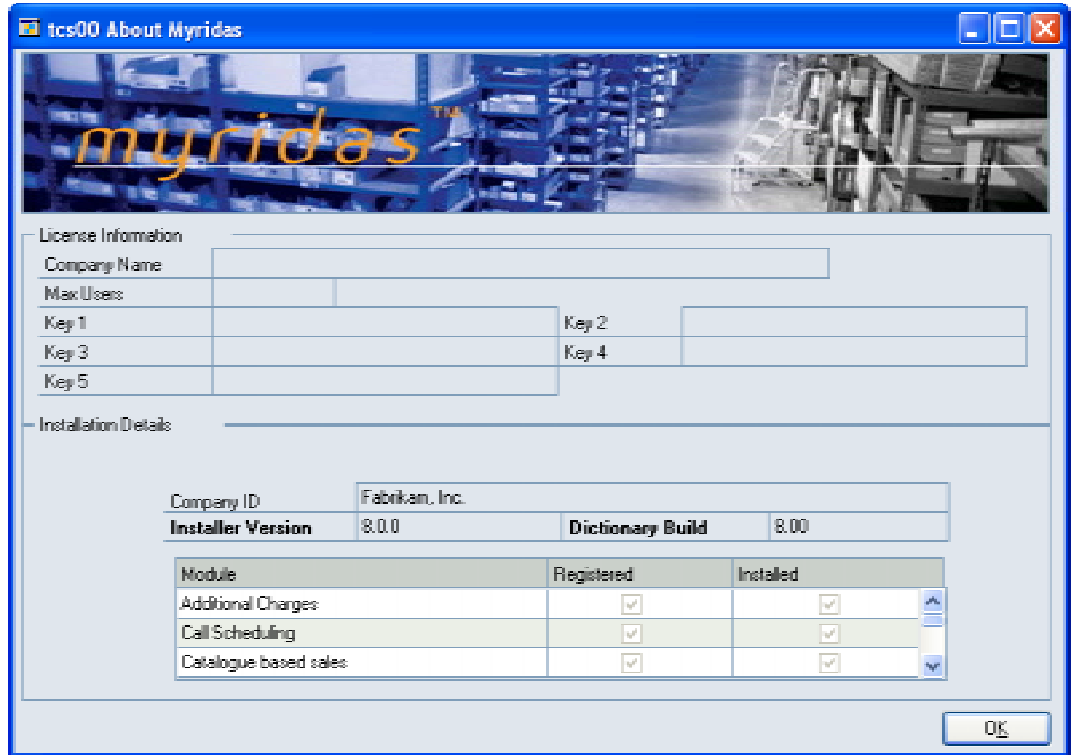 tcs00 About Myridas
myridas™
License Information
Company Name
Max Users
Key 1 Key 2
Key 3 Key 4
Key 5
Installation Details
Company ID Fabrikam, Inc.
Installer Version 8.0.0 Dictionary Build 8.00
Module Registered Installed
Additional Charges
Call Scheduling
Catalogue based sales
OK